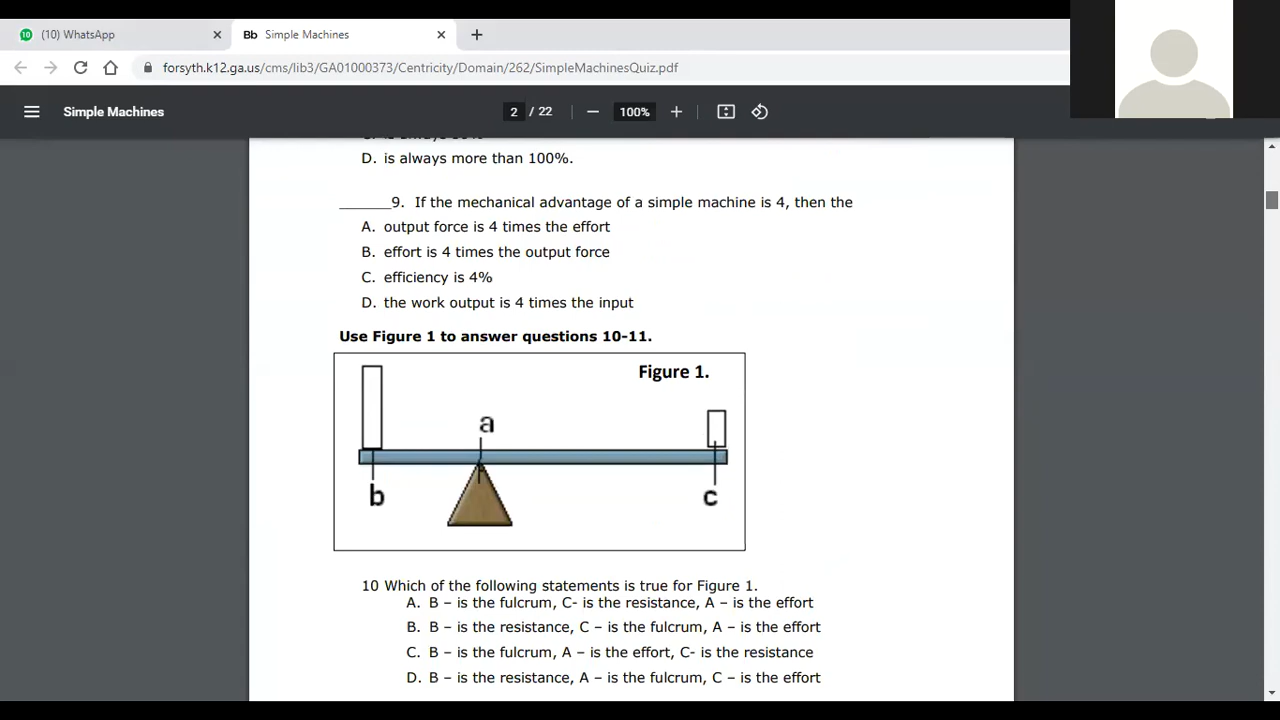 (10) WhatsApp
Bb Simple Machines
forsyth.k12.ga.us/cms/lib3/GA01000373/Centricity/Domain/262/SimpleMachinesQuiz.pdf
Simple Machines
2 / 22
100%
D. is always more than 100%.
______9. If the mechanical advantage of a simple machine is 4, then the
A. output force is 4 times the effort
B. effort is 4 times the output force
C. efficiency is 4%
D. the work output is 4 times the input
Use Figure 1 to answer questions 10-11.
Figure 1.
a
b
c
10 Which of the following statements is true for Figure 1.
A. B – is the fulcrum, C- is the resistance, A – is the effort
B. B – is the resistance, C – is the fulcrum, A – is the effort
C. B – is the fulcrum, A – is the effort, C- is the resistance
D. B – is the resistance, A – is the fulcrum, C – is the effort